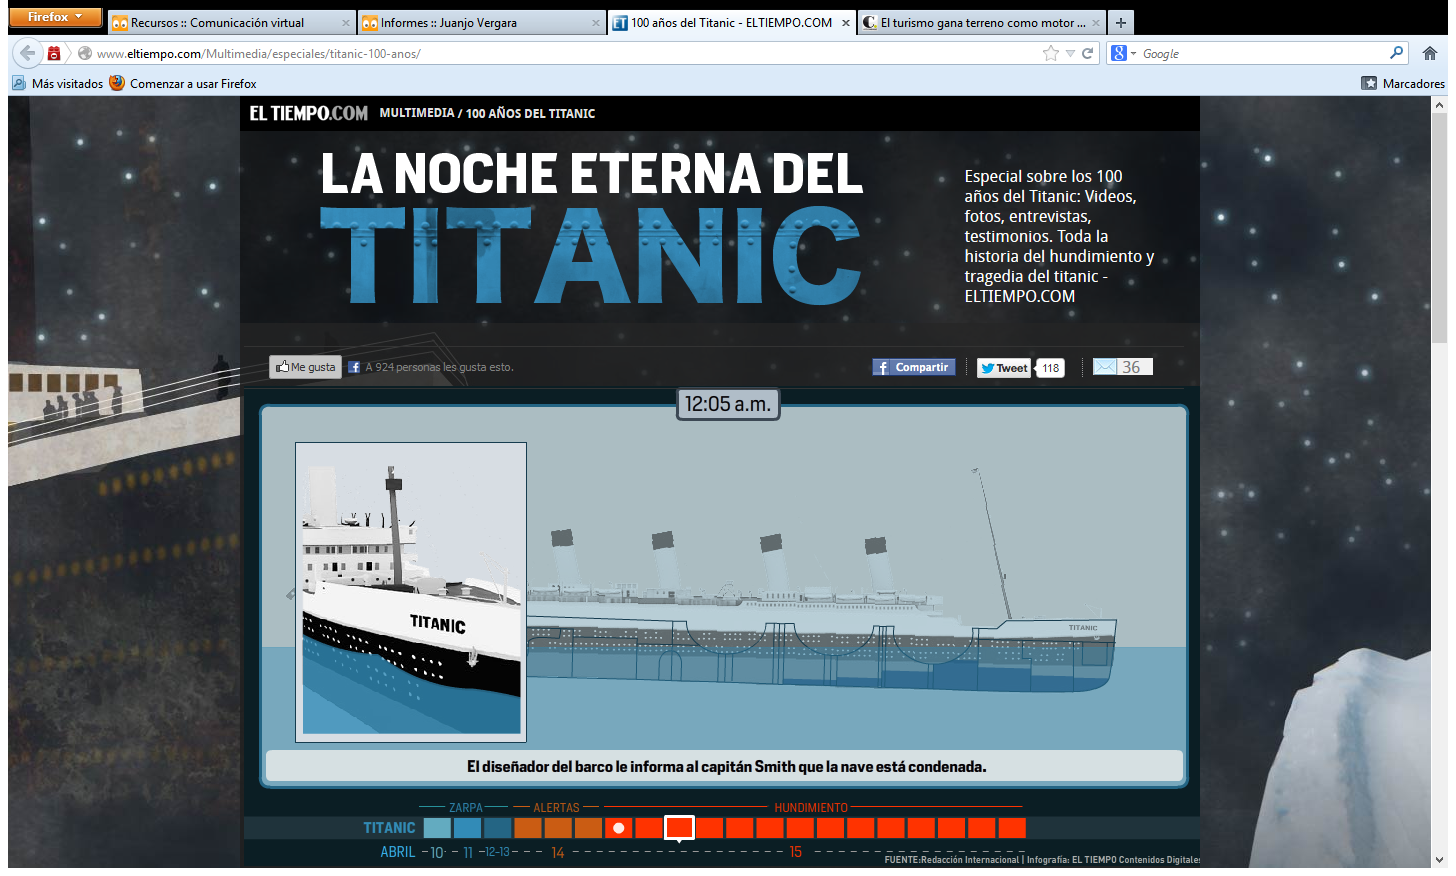 Firefox
Recursos :: Comunicación virtual
Informes :: Juanjo Vergara
ET 100 años del Titanic - ELTIEMPO.COM
C. El turismo gana terreno como motor ...
www.eltiempo.com/Multimedia/especiales/titanic-100-anos/
Google
Más visitados
Comenzar a usar Firefox
Marcadores
EL TIEMPO.COM MULTIMEDIA / 100 AÑOS DEL TITANIC
LA NOCHE ETERNA DEL
TITANIC
Especial sobre los 100
años del Titanic: Videos,
fotos, entrevistas,
testimonios. Toda la
historia del hundimiento y
tragedia del titanic -
ELTIEMPO.COM
Me gusta
A 924 personas les gusta esto.
Compartir
Tweet
118
36
12:05 a.m.
TITANIC
TITANIC
El diseñador del barco le informa al capitán Smith que la nave está condenada.
ZARPA ALERTAS HUNDIMIENTO
TITANIC
ABRIL 10 11 12-13 14 15
FUENTE:Redacción Internacional | Infografía: EL TIEMPO Contenidos Digitales